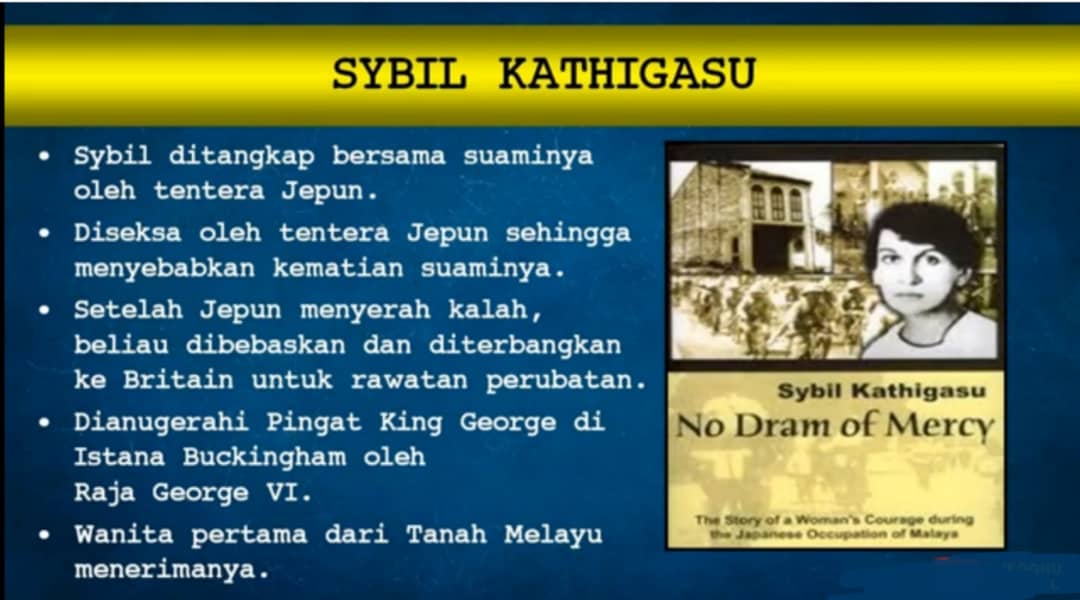 SYBIL KATHIGASU
• Sybil ditangkap bersama suaminya
oleh tentera Jepun.
• Diseksa oleh tentera Jepun sehingga
menyebabkan kematian suaminya.
• Setelah Jepun menyerah kalah,
beliau dibebaskan dan diterbangkan
ke Britain untuk rawatan perubatan.
• Dianugerahi Pingat King George di
Istana Buckingham oleh
Raja George VI.
• Wanita pertama dari Tanah Melayu
menerimanya.
Sybil Kathigasu
No Dram of Mercy
The Story of a Woman's Courage during
the Japanese Occupation of Malaya